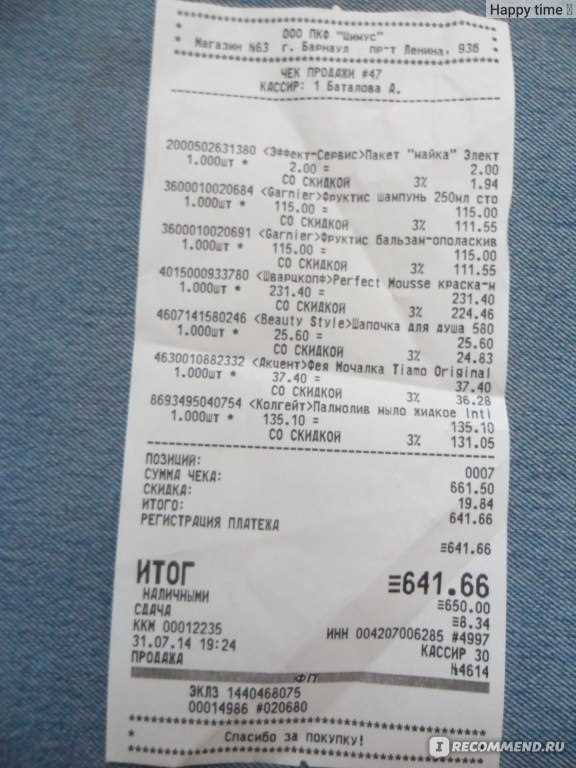 Happy time
********************************
* ООО ПКФ "Шимус" *
* Магазин №63 г. Барнаул пр-т Ленина, 93б *
********************************
ЧЕК ПРОДАЖИ #47
КАССИР: 1 Баталова А.
2000502631380 <Эффект-Сервис>Пакет "майка" Элект
1.000шт * 2.00 = 2.00
СО СКИДКОЙ 3% 1.94
3600010020684 <Garnier>Фруктис шампунь 250мл сто
1.000шт * 115.00 = 115.00
СО СКИДКОЙ 3% 111.55
3600010020691 <Garnier>Фруктис бальзам-ополаскив
1.000шт * 115.00 = 115.00
СО СКИДКОЙ 3% 111.55
4015000933780 <Шварцкопф>Perfect Mousse краска-м
1.000шт * 231.40 = 231.40
СО СКИДКОЙ 3% 224.46
4607141580246 <Beauty Style>Шапочка для душа 580
1.000шт * 25.60 = 25.60
СО СКИДКОЙ 3% 24.83
4630010882332 <Акцент>Фея Мочалка Tiamo Original
1.000шт * 37.40 = 37.40
СО СКИДКОЙ 3% 36.28
8693495040754 <Колгейт>Палмолив мыло жидкое Inti
1.000шт * 135.10 = 135.10
СО СКИДКОЙ 3% 131.05
ПОЗИЦИЙ: 0007
СУММА ЧЕКА: 661.50
СКИДКА: 19.84
ИТОГО: 641.66
РЕГИСТРАЦИЯ ПЛАТЕЖА
≡641.66
ИТОГ ≡641.66
НАЛИЧНЫМИ ≡650.00
СДАЧА ≡8.34
ККМ 00012235 ИНН 004207006285 #4997
31.07.14 19:24 КАССИР 30
ПРОДАЖА №4614
ФП
ЭКЛЗ 1440468075
00014986 #020680
********************************
* Спасибо за покупку! *
********************************
IRECOMMEND.RU